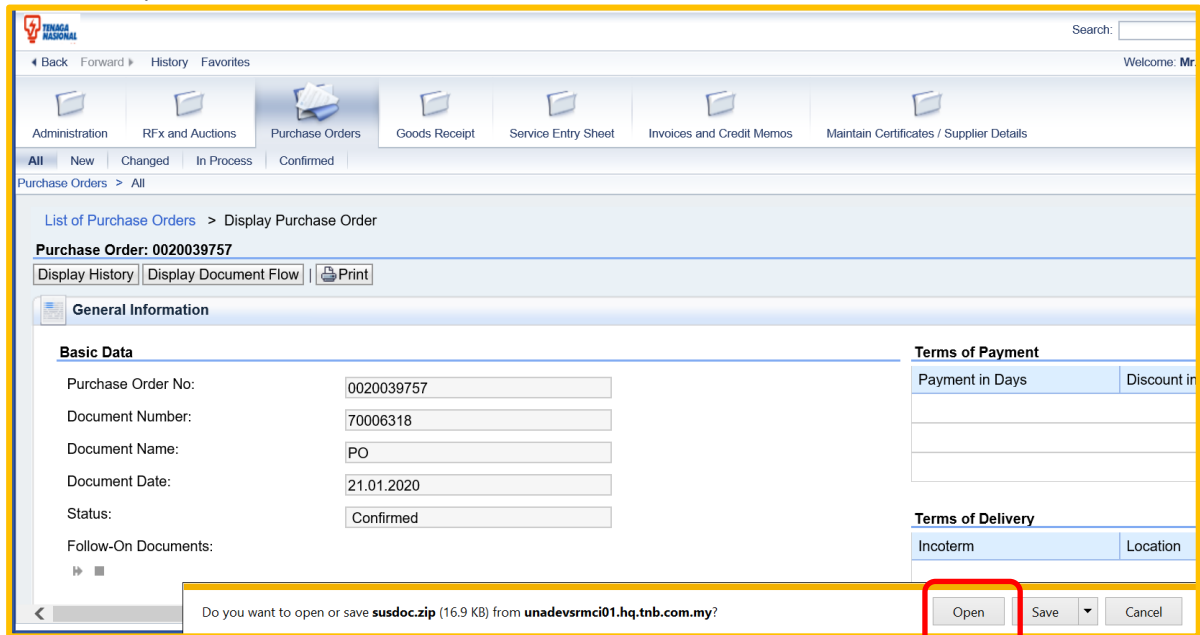 TENAGA
NASIONAL
Search:
Back Forward History Favorites Welcome: Mr.
Administration RFx and Auctions Purchase Orders Goods Receipt Service Entry Sheet Invoices and Credit Memos Maintain Certificates / Supplier Details
All New Changed In Process Confirmed
Purchase Orders > All
List of Purchase Orders > Display Purchase Order
Purchase Order: 0020039757
Display History Display Document Flow | Print
General Information
Basic Data Terms of Payment
Purchase Order No: 0020039757 Payment in Days Discount in
Document Number: 70006318
Document Name: PO
Document Date: 21.01.2020
Status: Confirmed Terms of Delivery
Follow-On Documents: Incoterm Location
Do you want to open or save susdoc.zip (16.9 KB) from unadevsrmci01.hq.tnb.com.my? Open Save Cancel